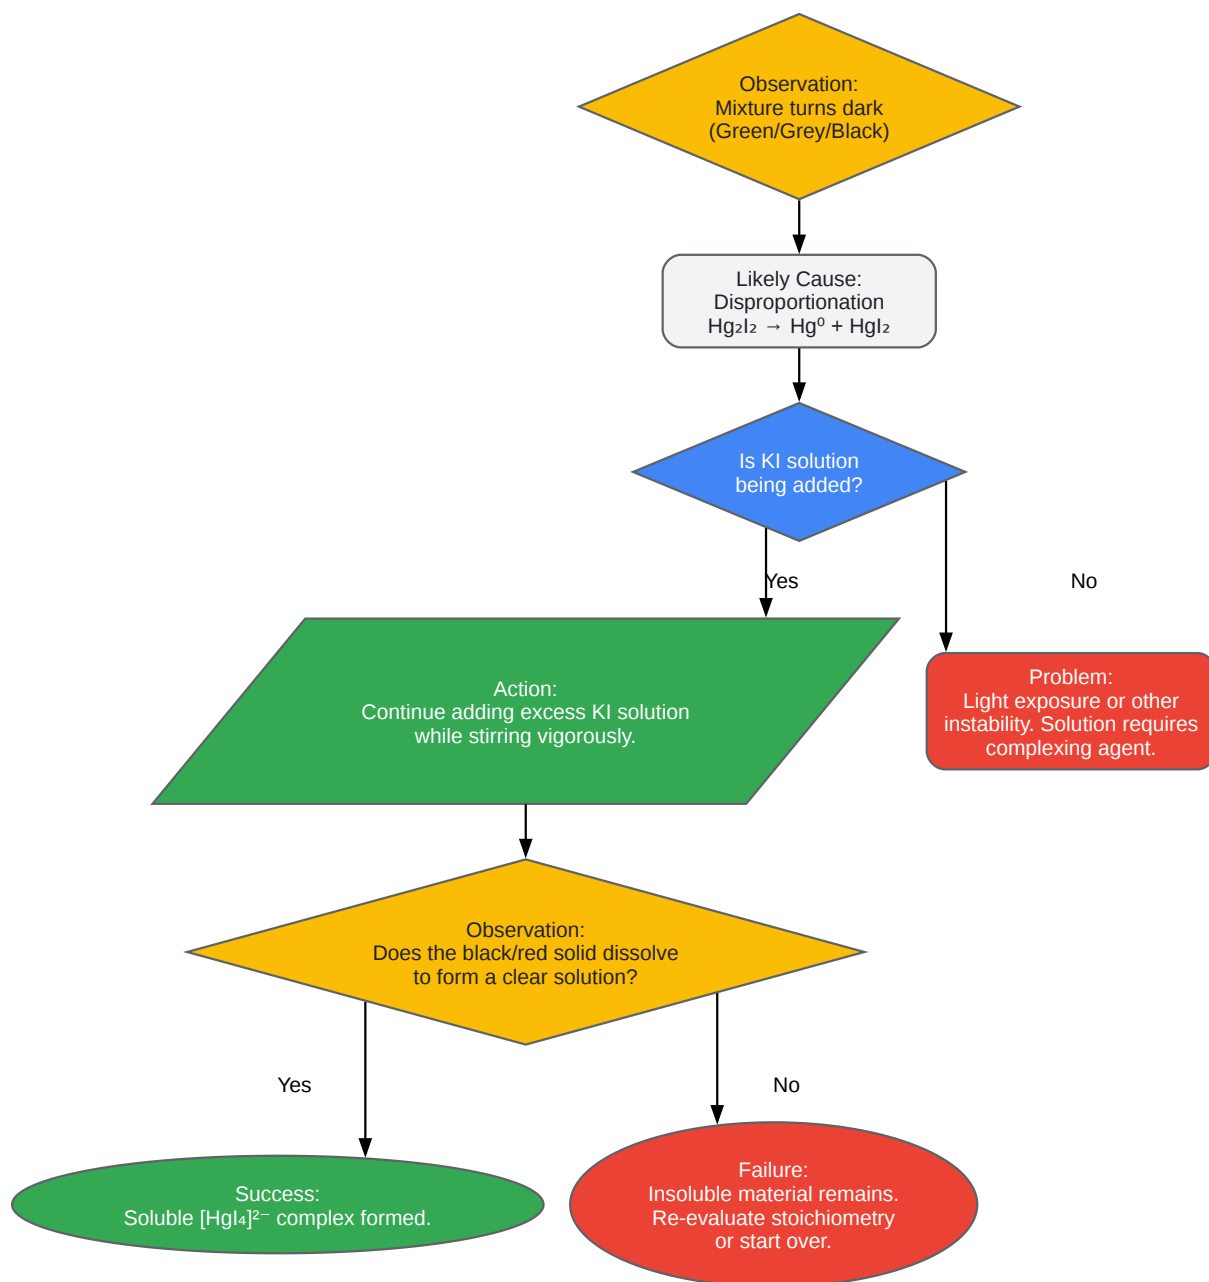 Observation:
Mixture turns dark
(Green/Grey/Black)
Likely Cause:
Disproportionation
Hg₂I₂ → Hg⁰ + HgI₂
Is KI solution
being added?
Yes
No
Action:
Continue adding excess KI solution
while stirring vigorously.
Problem:
Light exposure or other
instability. Solution requires
complexing agent.
Observation:
Does the black/red solid dissolve
to form a clear solution?
Yes
No
Success:
Soluble [HgI₄]²⁻ complex formed.
Failure:
Insoluble material remains.
Re-evaluate stoichiometry
or start over.